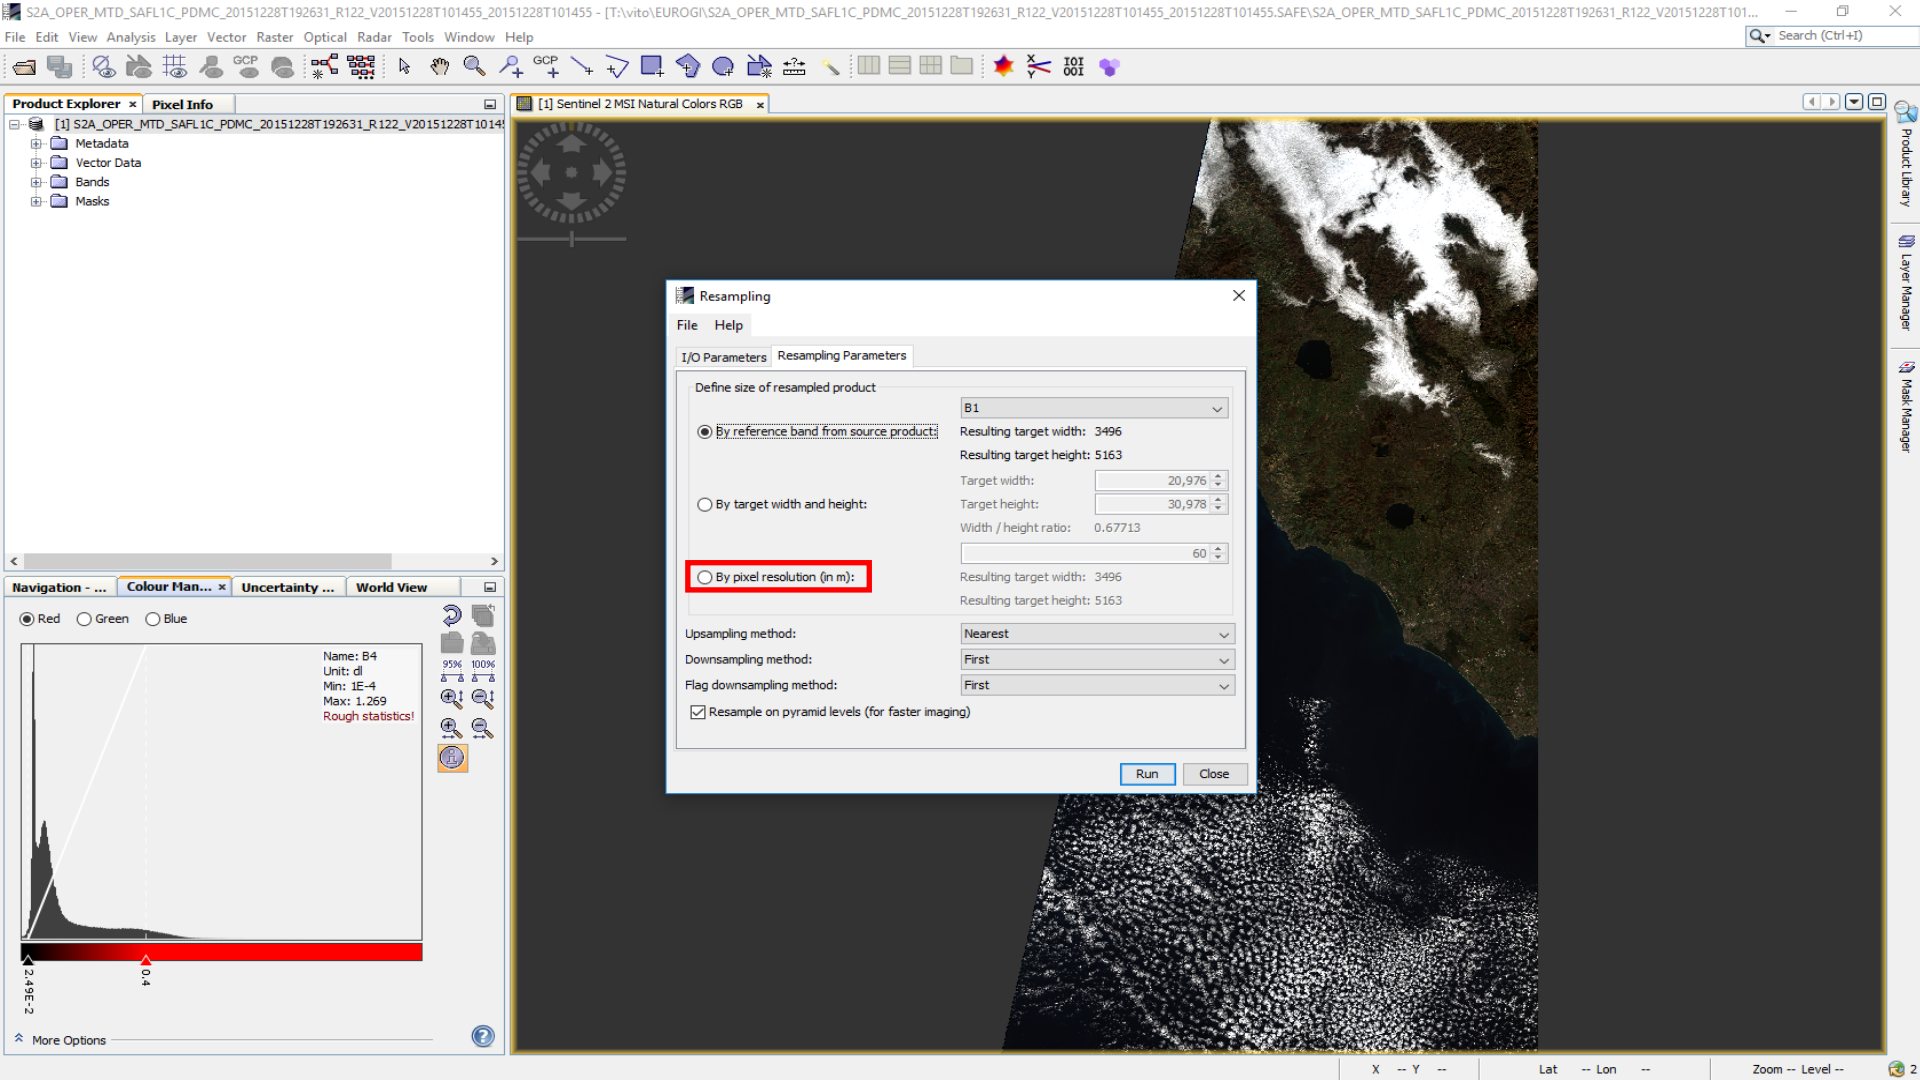 S2A_OPER_MTD_SAFL1C_PDMC_20151228T192631_R122_V20151228T101455_20151228T101455 - [T:\vito\EUROGI\S2A_OPER_MTD_SAFL1C_PDMC_20151228T192631_R122_V20151228T101455_20151228T101455.SAFE\S2A_OPER_MTD_SAFL1C_PDMC_20151228T192631_R122_V20151228T101...
File Edit View Analysis Layer Vector Raster Optical Radar Tools Window Help
Search (Ctrl+I)
GCP GCP
Product Explorer × Pixel Info
[1] Sentinel 2 MSI Natural Colors RGB ×
[1] S2A_OPER_MTD_SAFL1C_PDMC_20151228T192631_R122_V20151228T1014
Metadata
Vector Data
Bands
Masks
Product Library
Layer Manager
Mask Manager
Resampling
File Help
I/O Parameters Resampling Parameters
Define size of resampled product
B1
By reference band from source product:
Resulting target width: 3496
Resulting target height: 5163
Target width: 20,976
By target width and height:
Target height: 30,978
Width / height ratio: 0.67713
60
By pixel resolution (in m):
Resulting target width: 3496
Resulting target height: 5163
Upsampling method: Nearest
Downsampling method: First
Flag downsampling method: First
Resample on pyramid levels (for faster imaging)
Run Close
Navigation - ... Colour Man... × Uncertainty ... World View
Red Green Blue
Name: B4
Unit: dl
Min: 1E-4
Max: 1.269
Rough statistics!
95% 100%
2.49E-2
0.4
More Options
X -- Y -- Lat -- Lon -- Zoom -- Level --
2